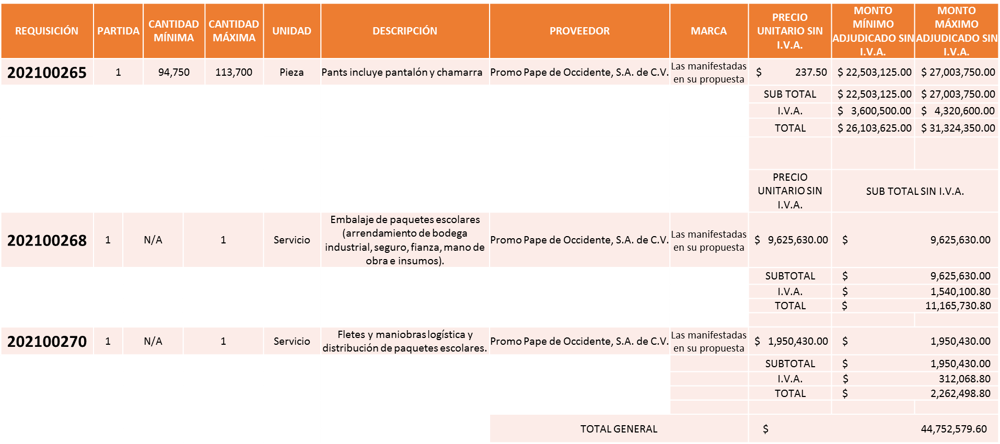 REQUISICIÓN PARTIDA CANTIDAD MÍNIMA CANTIDAD MÁXIMA UNIDAD DESCRIPCIÓN PROVEEDOR MARCA PRECIO UNITARIO SIN I.V.A. MONTO MÍNIMO ADJUDICADO SIN I.V.A. MONTO MÁXIMO ADJUDICADO SIN I.V.A.
202100265 1 94,750 113,700 Pieza Pants incluye pantalón y chamarra Promo Pape de Occidente, S.A. de C.V. Las manifestadas en su propuesta $ 237.50 $ 22,503,125.00 $ 27,003,750.00
SUB TOTAL $ 22,503,125.00 $ 27,003,750.00
I.V.A. $ 3,600,500.00 $ 4,320,600.00
TOTAL $ 26,103,625.00 $ 31,324,350.00
PRECIO UNITARIO SIN I.V.A. SUB TOTAL SIN I.V.A.
202100268 1 N/A 1 Servicio Embalaje de paquetes escolares (arrendamiento de bodega industrial, seguro, fianza, mano de obra e insumos). Promo Pape de Occidente, S.A. de C.V. Las manifestadas en su propuesta $ 9,625,630.00 $ 9,625,630.00
SUBTOTAL $ 9,625,630.00
I.V.A. $ 1,540,100.80
TOTAL $ 11,165,730.80
202100270 1 N/A 1 Servicio Fletes y maniobras logística y distribución de paquetes escolares. Promo Pape de Occidente, S.A. de C.V. Las manifestadas en su propuesta $ 1,950,430.00 $ 1,950,430.00
SUBTOTAL $ 1,950,430.00
I.V.A. $ 312,068.80
TOTAL $ 2,262,498.80
TOTAL GENERAL $ 44,752,579.60